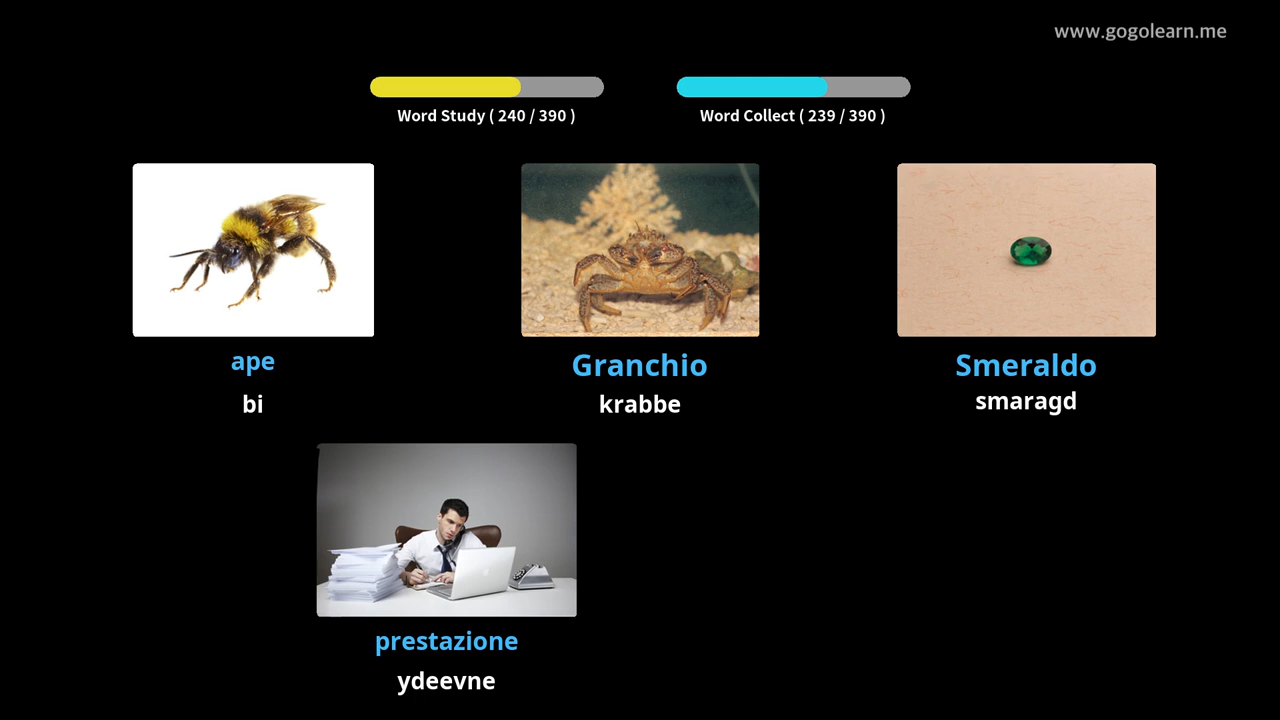 www.gogolearn.me
Word Study ( 240 / 390 )
Word Collect ( 239 / 390 )
ape
bi
Granchio
krabbe
Smeraldo
smaragd
prestazione
ydeevne